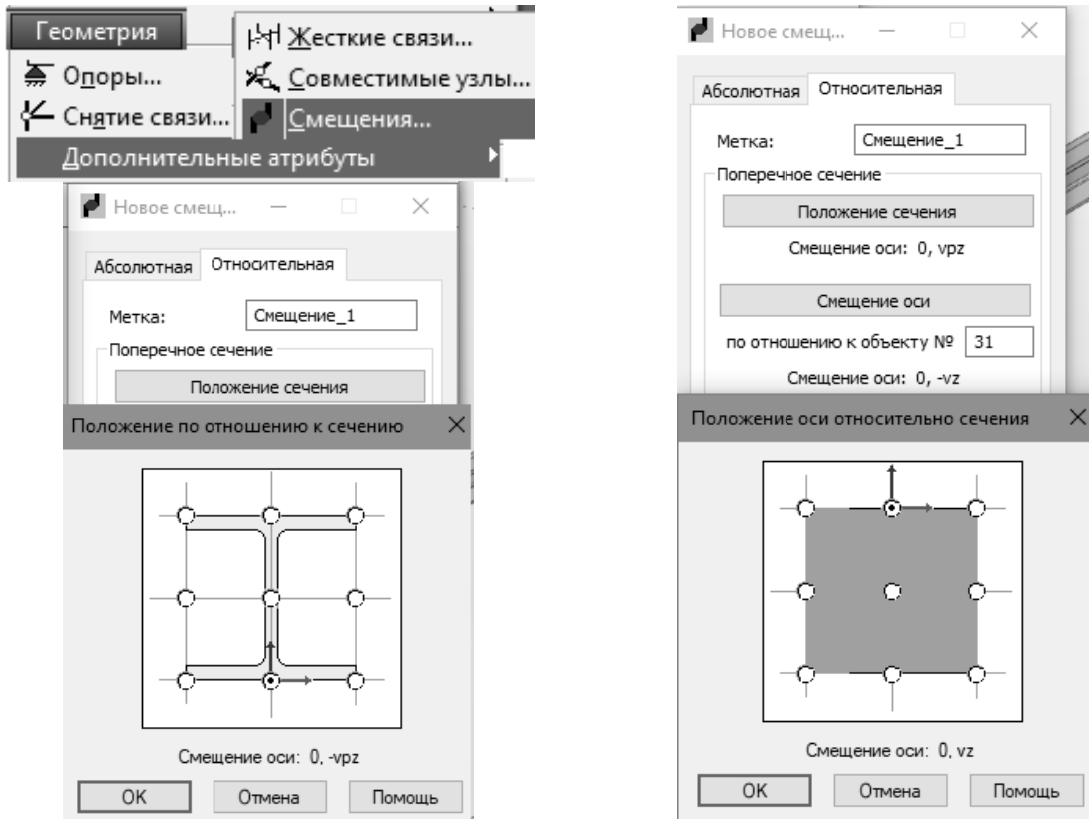 Геометрия
Опоры...
Снятие связи...
Дополнительные атрибуты
Жесткие связи...
Совместимые узлы...
Смещения...
Новое смещ...
Абсолютная Относительная
Метка: Смещение_1
Поперечное сечение
Положение сечения
Положение по отношению к сечению
Смещение оси: 0, -vpz
OK Отмена Помощь
Новое смещ...
Абсолютная Относительная
Метка: Смещение_1
Поперечное сечение
Положение сечения
Смещение оси: 0, vpz
Смещение оси
по отношению к объекту № 31
Смещение оси: 0, -vz
Положение оси относительно сечения
Смещение оси: 0, vz
OK Отмена Помощь